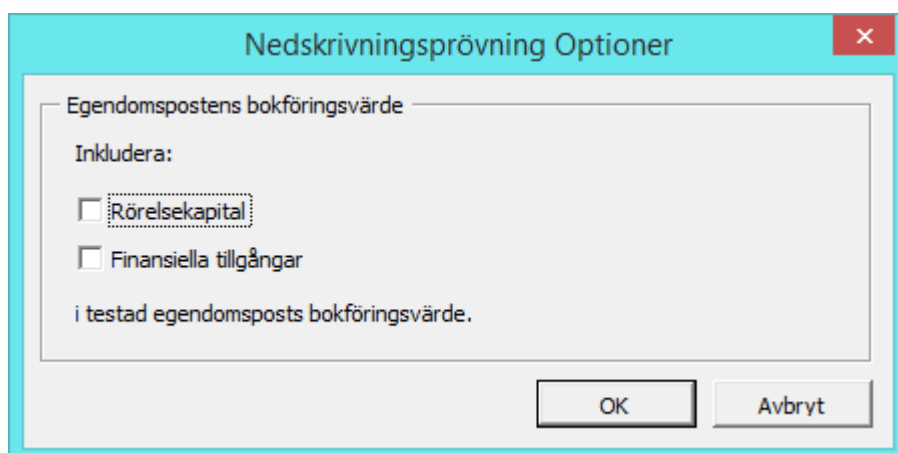 Nedskrivningsprövning Optioner
Egendomspostens bokföringsvärde
Inkludera:
Rörelsekapital
Finansiella tillgångar
i testad egendomsposts bokföringsvärde.
OK
Avbryt